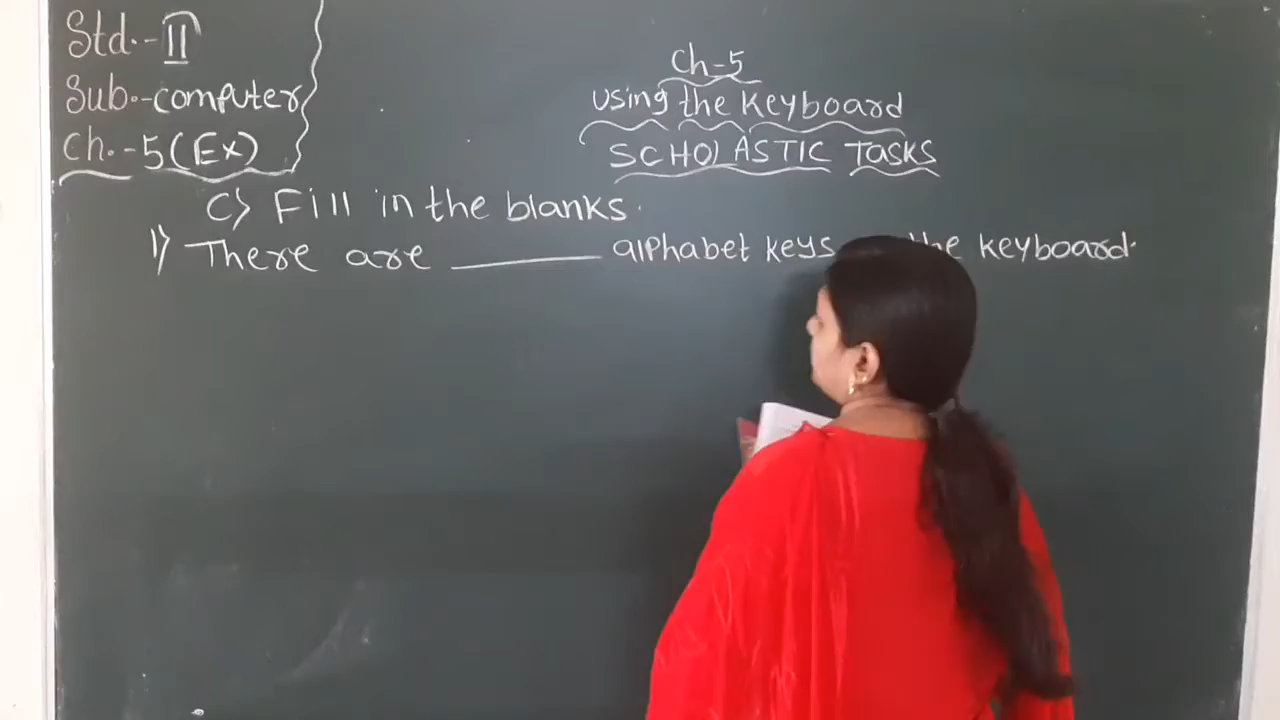 Std.-II
Sub.-computer
Ch.-5(Ex)
Ch-5
using the Keyboard
SCHOLASTIC TASKS
C) Fill in the blanks.
1) There are ______ alphabet keys the keyboard.